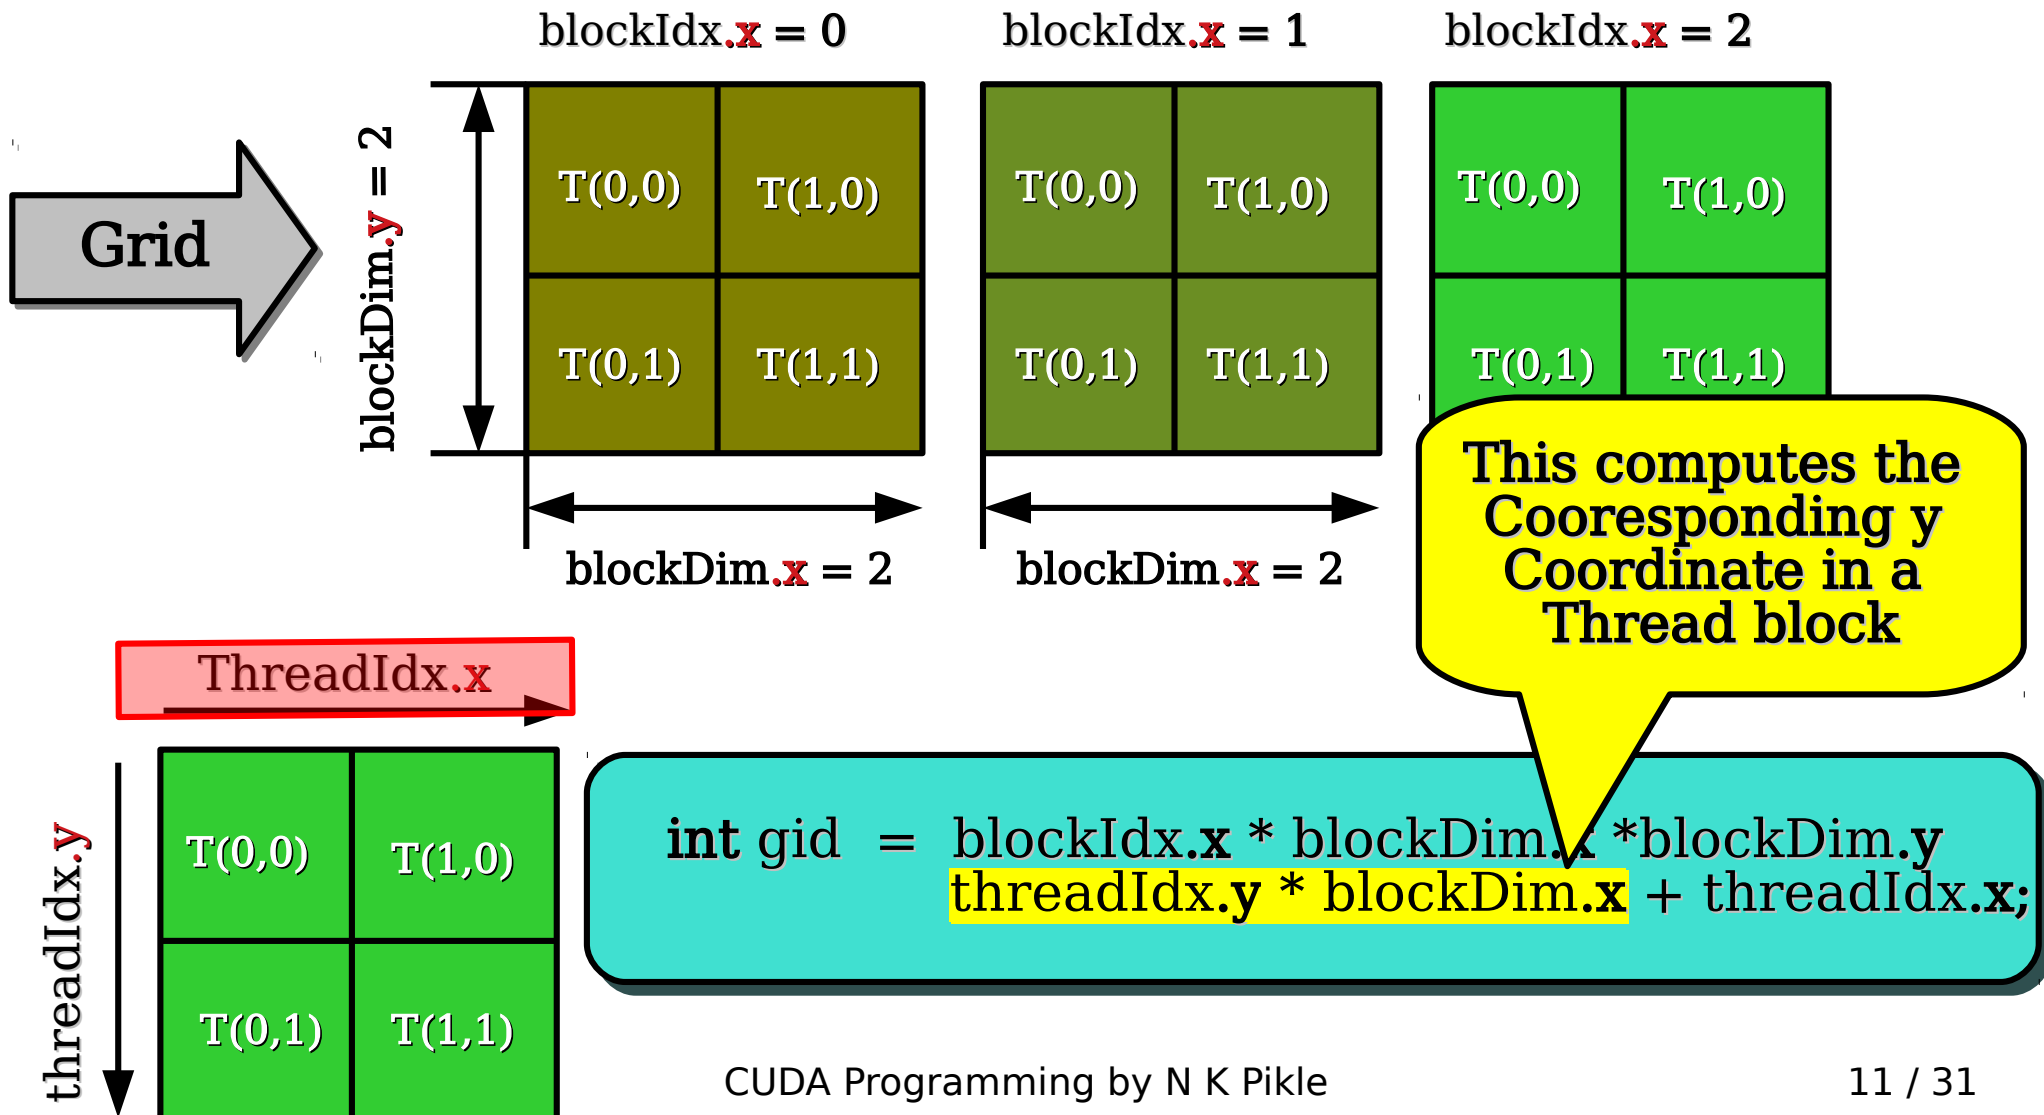 blockIdx.x = 0
blockIdx.x = 1
blockIdx.x = 2
Grid
blockDim.y = 2
T(0,0) T(1,0)
T(0,1) T(1,1)
T(0,0) T(1,0)
T(0,1) T(1,1)
T(0,0) T(1,0)
T(0,1) T(1,1)
blockDim.x = 2
blockDim.x = 2
This computes the
Cooresponding y
Coordinate in a
Thread block
ThreadIdx.x
threadIdx.y
T(0,0) T(1,0)
T(0,1) T(1,1)
int gid = blockIdx.x * blockDim.x *blockDim.y
threadIdx.y * blockDim.x + threadIdx.x;
CUDA Programming by N K Pikle
11 / 31